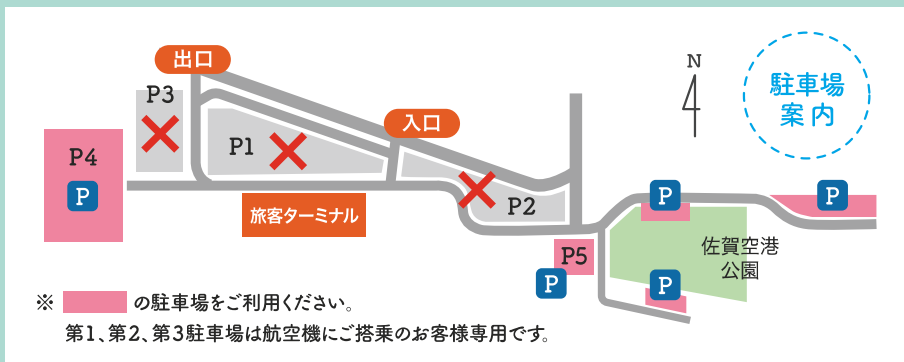 出口
P3
入口
N
駐車場
案内
P1
P4
P
P2
旅客ターミナル
P
P
P5
P
P
佐賀空港
公園
※ の駐車場をご利用ください。
第1、第2、第3駐車場は航空機にご搭乗のお客様専用です。